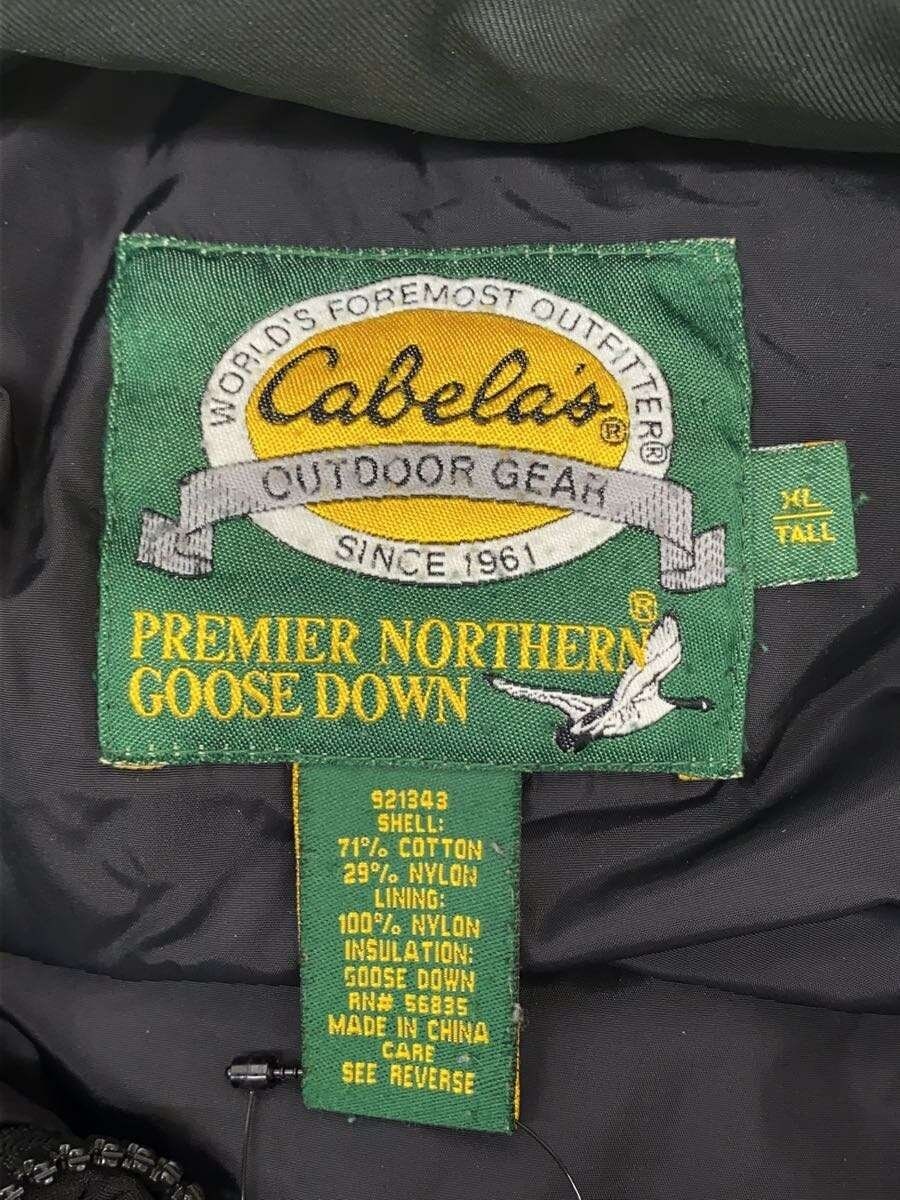 WORLD'S FOREMOST OUTFITTER®
Cabela's®
OUTDOOR GEAR
SINCE 1961
PREMIER NORTHERN®
GOOSE DOWN
XL
TALL
921343
SHELL:
71% COTTON
29% NYLON
LINING:
100% NYLON
INSULATION:
GOOSE DOWN
RN# 56835
MADE IN CHINA
CARE
SEE REVERSE